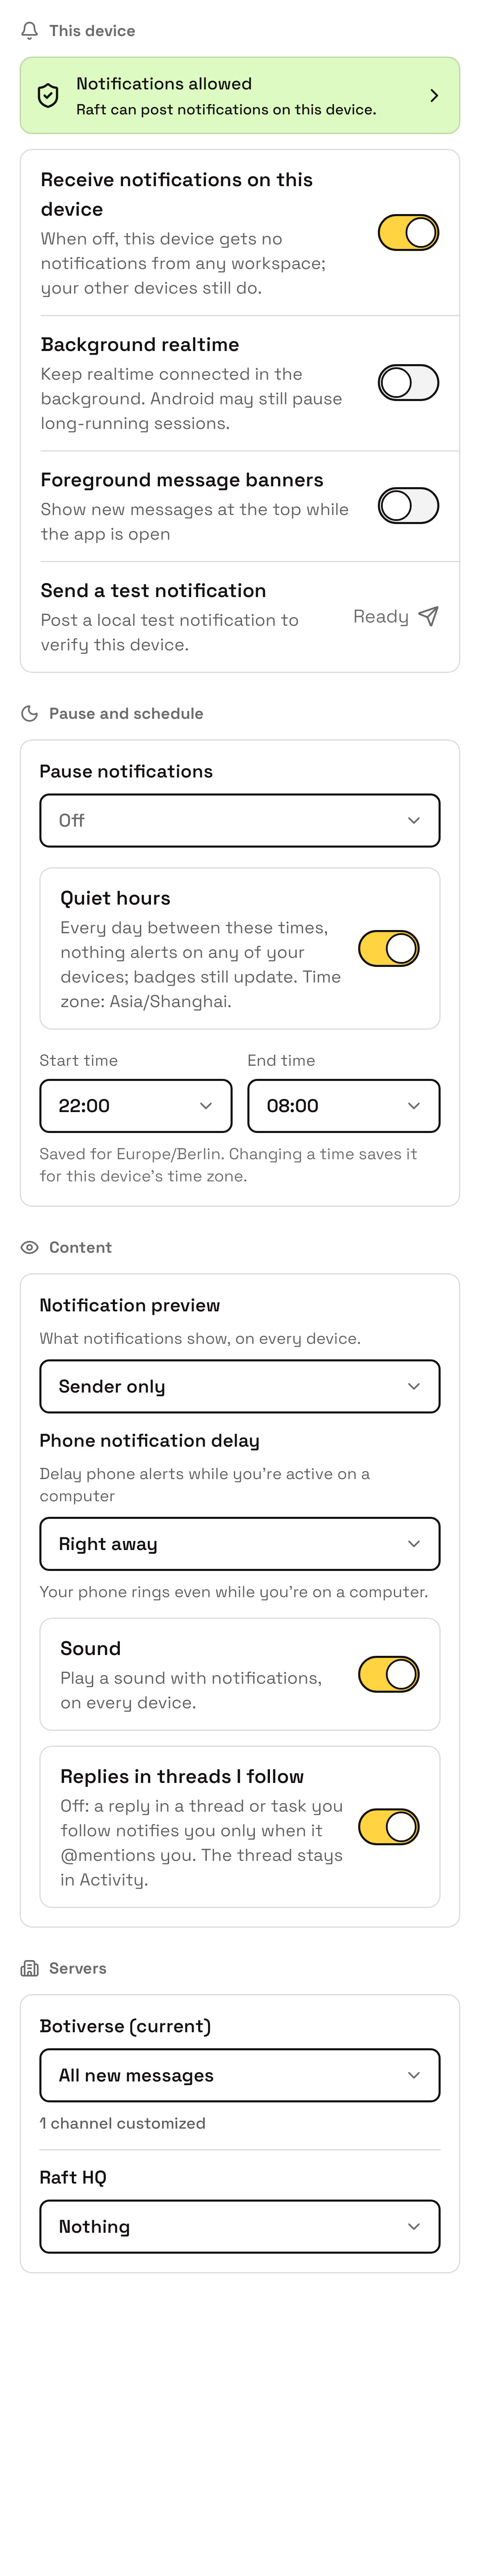 This device
Notifications allowed
Raft can post notifications on this device.
Receive notifications on this
device
When off, this device gets no
notifications from any workspace;
your other devices still do.
Background realtime
Keep realtime connected in the
background. Android may still pause
long-running sessions.
Foreground message banners
Show new messages at the top while
the app is open
Send a test notification
Post a local test notification to
verify this device.
Ready
Pause and schedule
Pause notifications
Off
Quiet hours
Every day between these times,
nothing alerts on any of your
devices; badges still update. Time
zone: Asia/Shanghai.
Start time
End time
22:00
08:00
Saved for Europe/Berlin. Changing a time saves it
for this device's time zone.
Content
Notification preview
What notifications show, on every device.
Sender only
Phone notification delay
Delay phone alerts while you're active on a
computer
Right away
Your phone rings even while you're on a computer.
Sound
Play a sound with notifications,
on every device.
Replies in threads I follow
Off: a reply in a thread or task you
follow notifies you only when it
@mentions you. The thread stays
in Activity.
Servers
Botiverse (current)
All new messages
1 channel customized
Raft HQ
Nothing